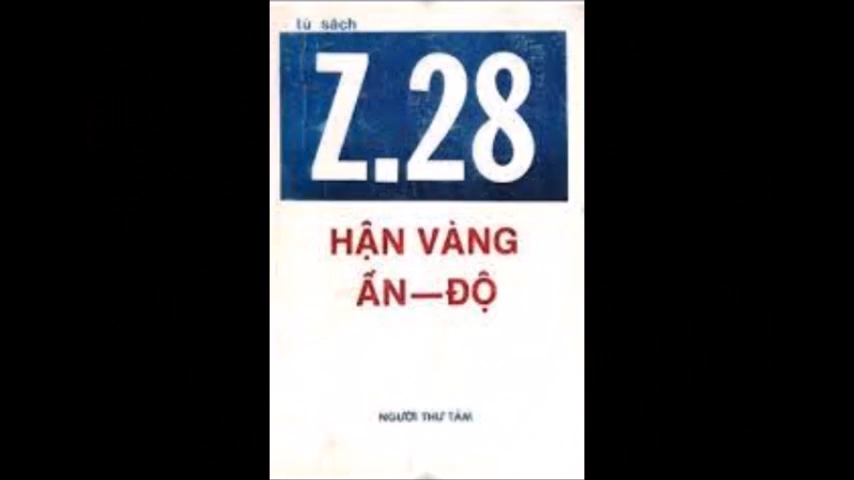 tủ sách
Z.28
HẬN VÀNG
ẤN—ĐỘ
NGƯỜI THỨ TÁM